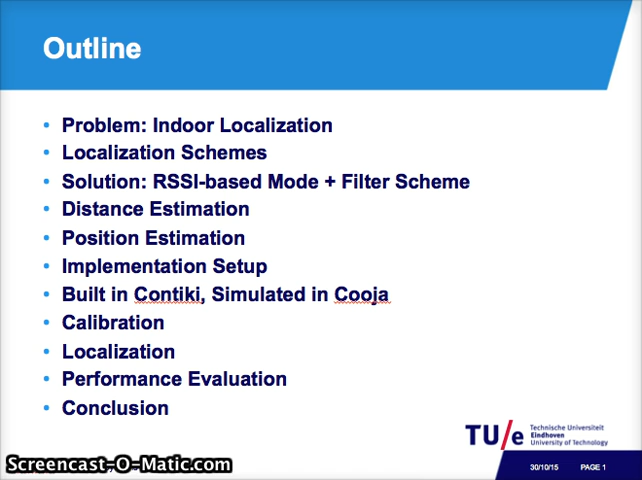 Outline
• Problem: Indoor Localization
• Localization Schemes
• Solution: RSSI-based Mode + Filter Scheme
• Distance Estimation
• Position Estimation
• Implementation Setup
• Built in Contiki, Simulated in Cooja
• Calibration
• Localization
• Performance Evaluation
• Conclusion
TU/e
Technische Universiteit
Eindhoven
University of Technology
Screencast-O-Matic.com
30/10/15 PAGE 1